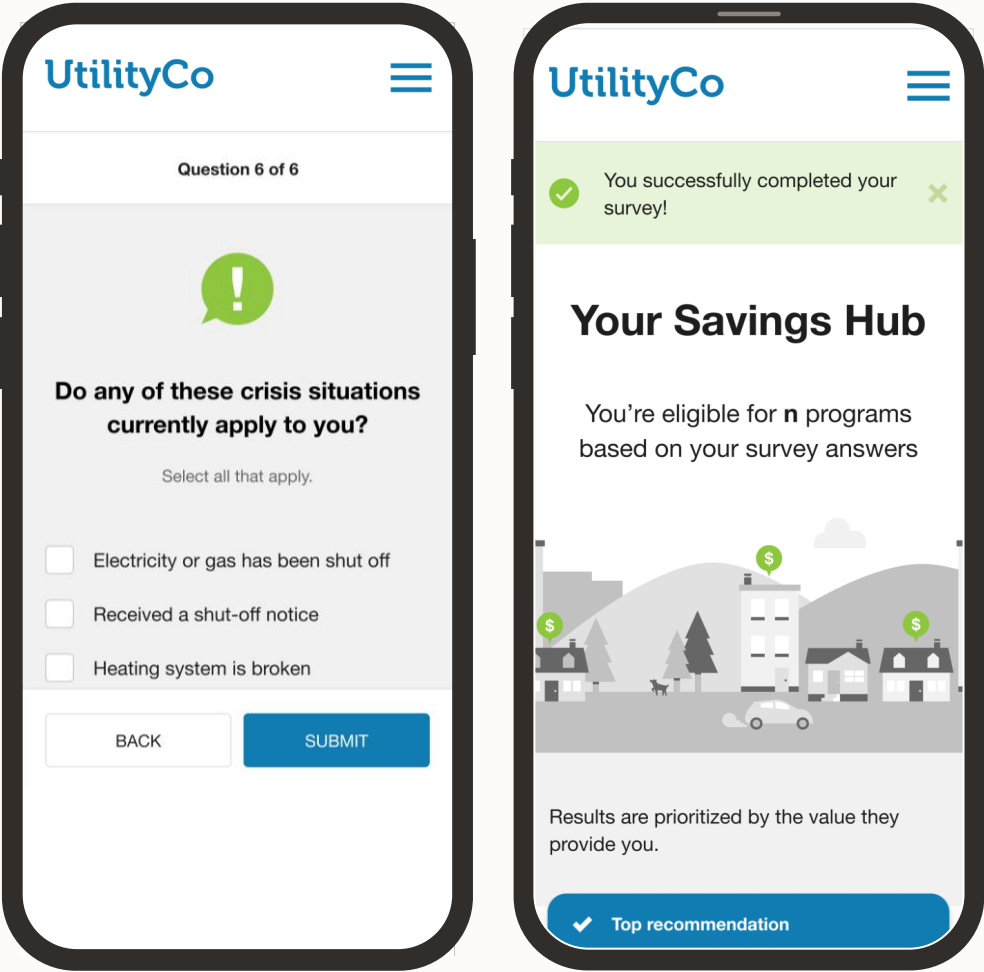 UtilityCo
Question 6 of 6
!
Do any of these crisis situations
currently apply to you?
Select all that apply.
Electricity or gas has been shut off
Received a shut-off notice
Heating system is broken
BACK
SUBMIT
UtilityCo
You successfully completed your
survey!
Your Savings Hub
You’re eligible for n programs
based on your survey answers
$
$
$
Results are prioritized by the value they
provide you.
Top recommendation